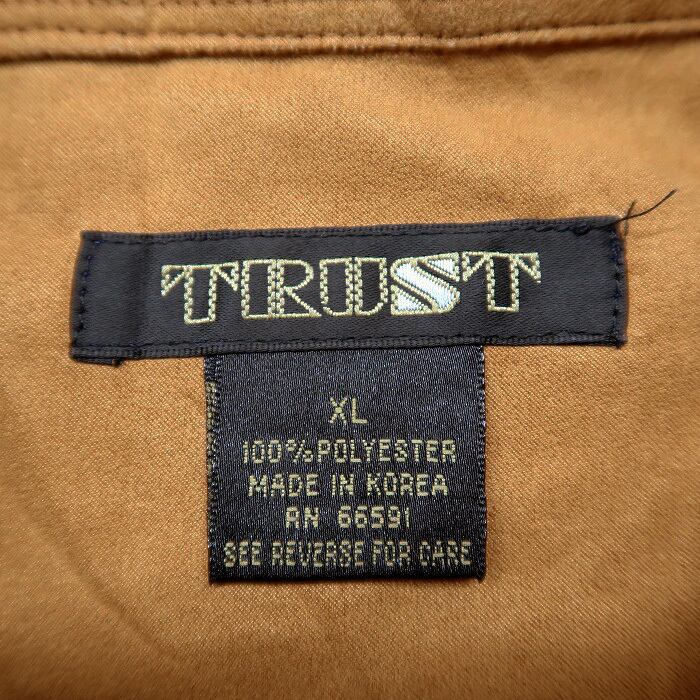 TRUST
XL
100% POLYESTER
MADE IN KOREA
RN 66591
SEE REVERSE FOR CARE